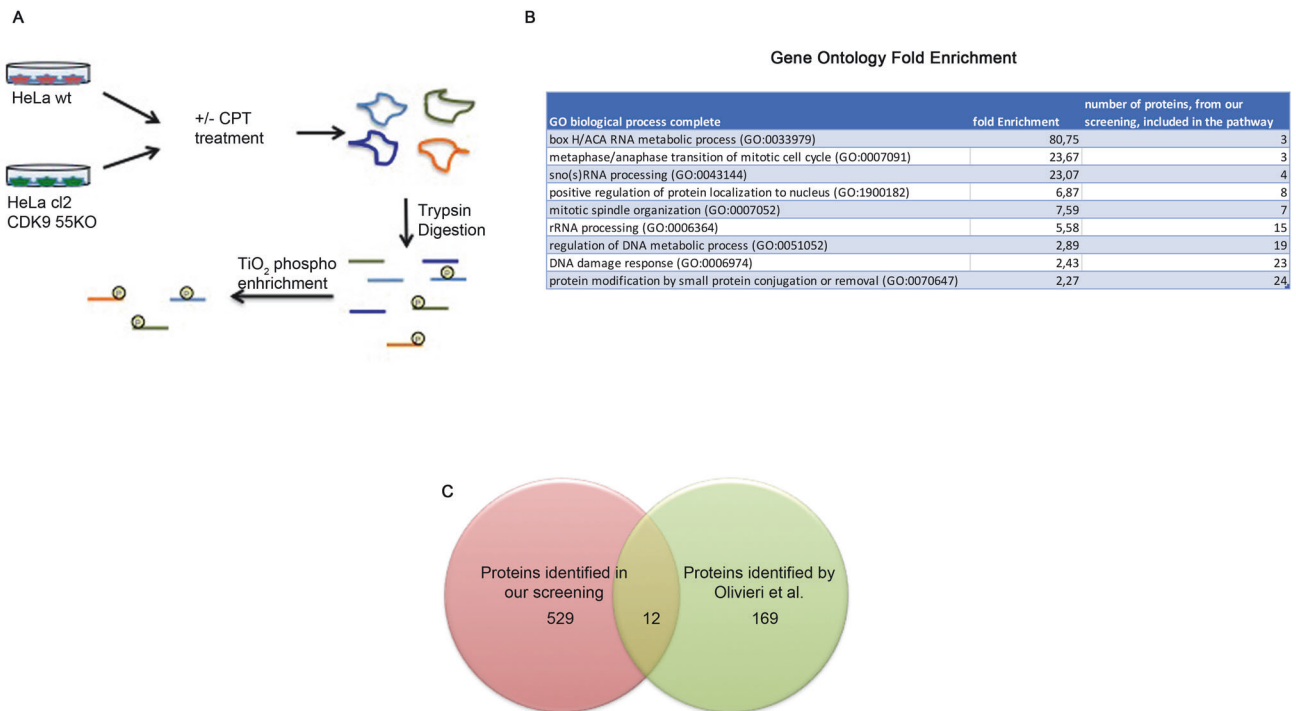 A
HeLa wt
HeLa cl2
CDK9 55KO
+/- CPT
treatment
Trypsin
Digestion
TiO2 phospho
enhrichment
P
P
P
P
P
P
B
Gene Ontology Fold Enrichment
GO biological process complete fold Enrichment number of proteins, from our
screening, included in the pathway
box H/ACA RNA metabolic process (GO:0033979) 80,75 3
metaphase/anaphase transition of mitotic cell cycle (GO:0007091) 23,67 3
sno(s)RNA processing (GO:0043144) 23,07 4
positive regulation of protein localization to nucleus (GO:1900182) 6,87 8
mitotic spindle organization (GO:0007052) 7,59 7
rRNA processing (GO:0006364) 5,58 15
regulation of DNA metabolic process (GO:0051052) 2,89 19
DNA damage response (GO:0006974) 2,43 23
protein modification by small protein conjugation or removal (GO:0070647) 2,27 24
C
Proteins identified in
our screening
529
12
Proteins identified by
Olivieri et al.
169